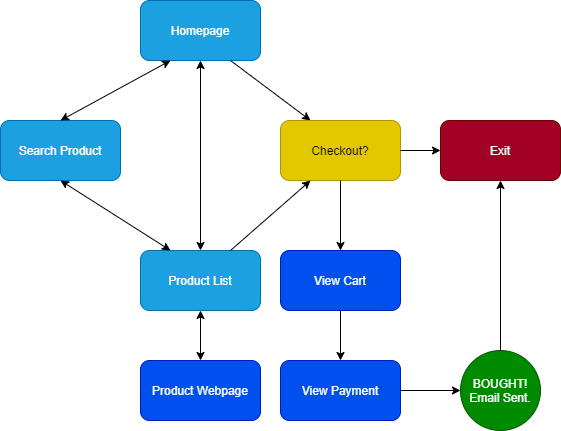 Homepage
Search Product
Checkout?
Exit
Product List
View Cart
Product Webpage
View Payment
BOUGHT!
Email Sent.